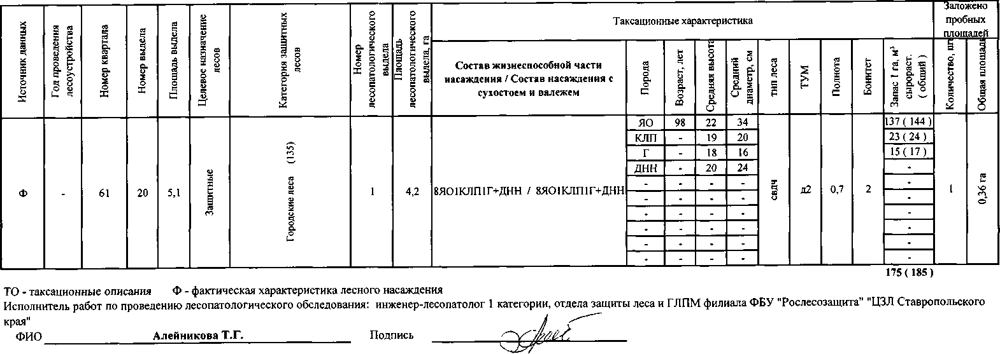 Источник данных
Год проведения лесоустройства
Номер квартала
Номер выдела
Площадь выдела
Целевое назначение лесов
Категория защитных лесов
Номер лесопатологического выдела
Площадь лесопатологического выдела, га
Таксационные характеристика
Заложено пробных площадей
Состав жизнеспособной части
насаждения / Состав насаждения с
сухостоем и валежем
Порода
Возраст, лет
Средняя высота
Средний диаметр, см
тип леса
ТУМ
Полнота
Бонитет
Запас 1 га, м³ сырораст. ( общий )
Количество, шт
Общая площадь
Ф - 61 20 5,1 Защитные Городские леса (135) 1 4,2 8ЯО1КЛП1Г+ДНН / 8ЯО1КЛП1Г+ДНН
ЯО 98 22 34 137 ( 144 )
КЛП - 19 20 23 ( 24 )
Г - 18 16 15 ( 17 )
ДНН - 20 24 -
- - - - -
- - - - -
- - - - -
- - - - -
- - - - -
- - - - -
свдч д2 0,7 2 1 0,36 га
175 ( 185 )
ТО - таксационные описания Ф - фактическая характеристика лесного насаждения
Исполнитель работ по проведению лесопатологического обследования: инженер-лесопатолог 1 категории, отдела защиты леса и ГЛПМ филиала ФБУ "Рослесозащита" "ЦЗЛ Ставропольского
края"
ФИО Алейникова Т.Г. Подпись